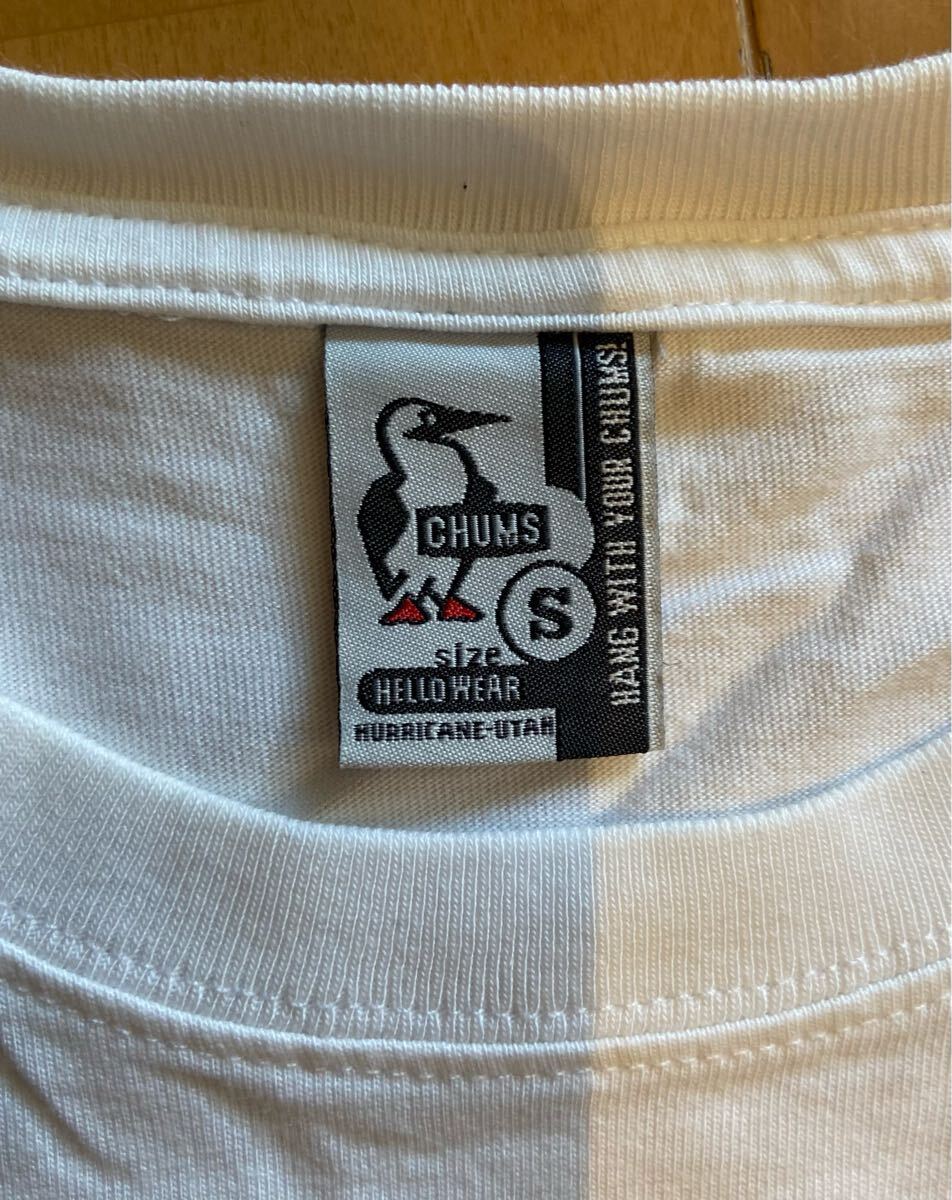 CHUMS
S
size
HELLO WEAR
HURRICANE-UTAH
HANG WITH YOUR CHUMS!